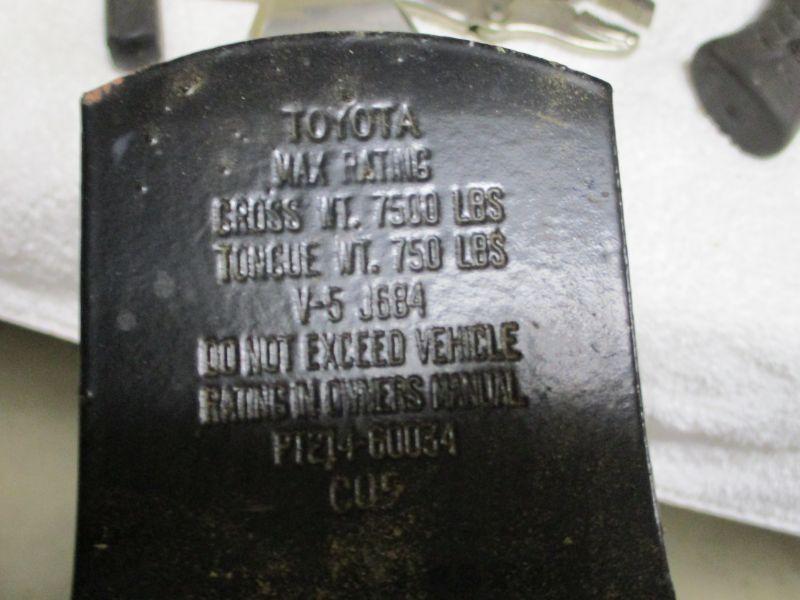 TOYOTA
MAX RATING
GROSS WT. 7500 LBS
TONGUE WT. 750 LBS
V-5 J684
DO NOT EXCEED VEHICLE
RATING IN OWNERS MANUAL
PT214-60034